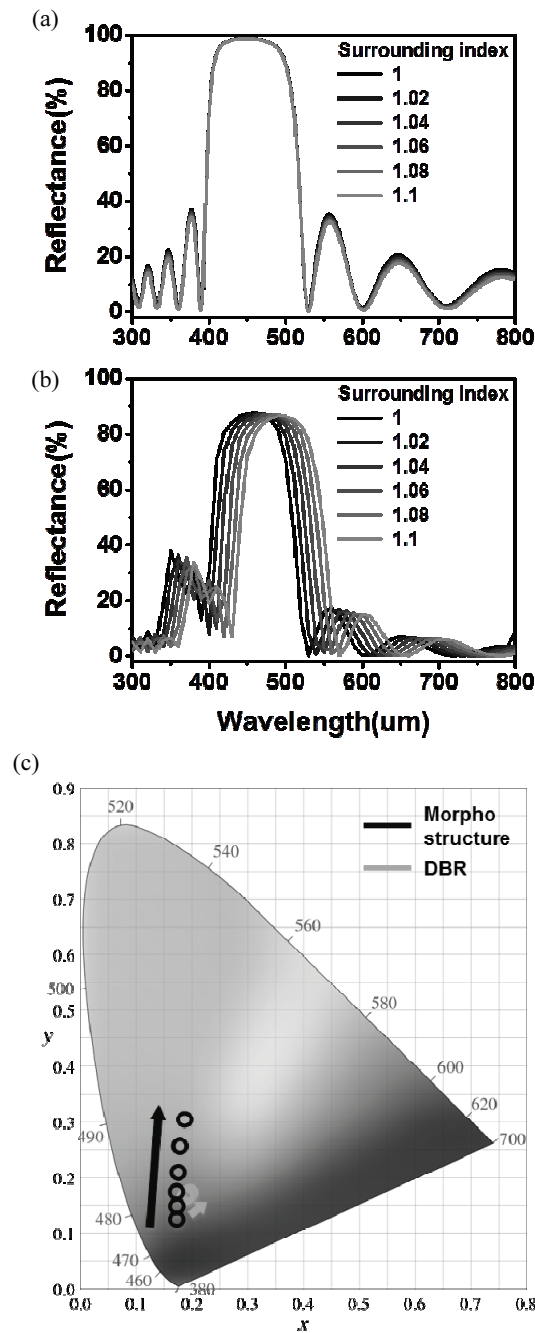 (a)
100
80
60
40
20
0
Reflectance(%)
Surrounding index
1
1.02
1.04
1.06
1.08
1.1
300 400 500 600 700 800
(b)
100
80
60
40
20
0
Reflectance(%)
Surrounding Index
1
1.02
1.04
1.06
1.08
1.1
300 400 500 600 700 800
Wavelength(um)
(c)
0.9
0.8
0.7
0.6
0.5
0.4
0.3
0.2
0.1
0.0
y
Morpho
structure
DBR
520
540
560
500
580
600
620
490
700
480
470
460
380
0.0 0.1 0.2 0.3 0.4 0.5 0.6 0.7 0.8
x